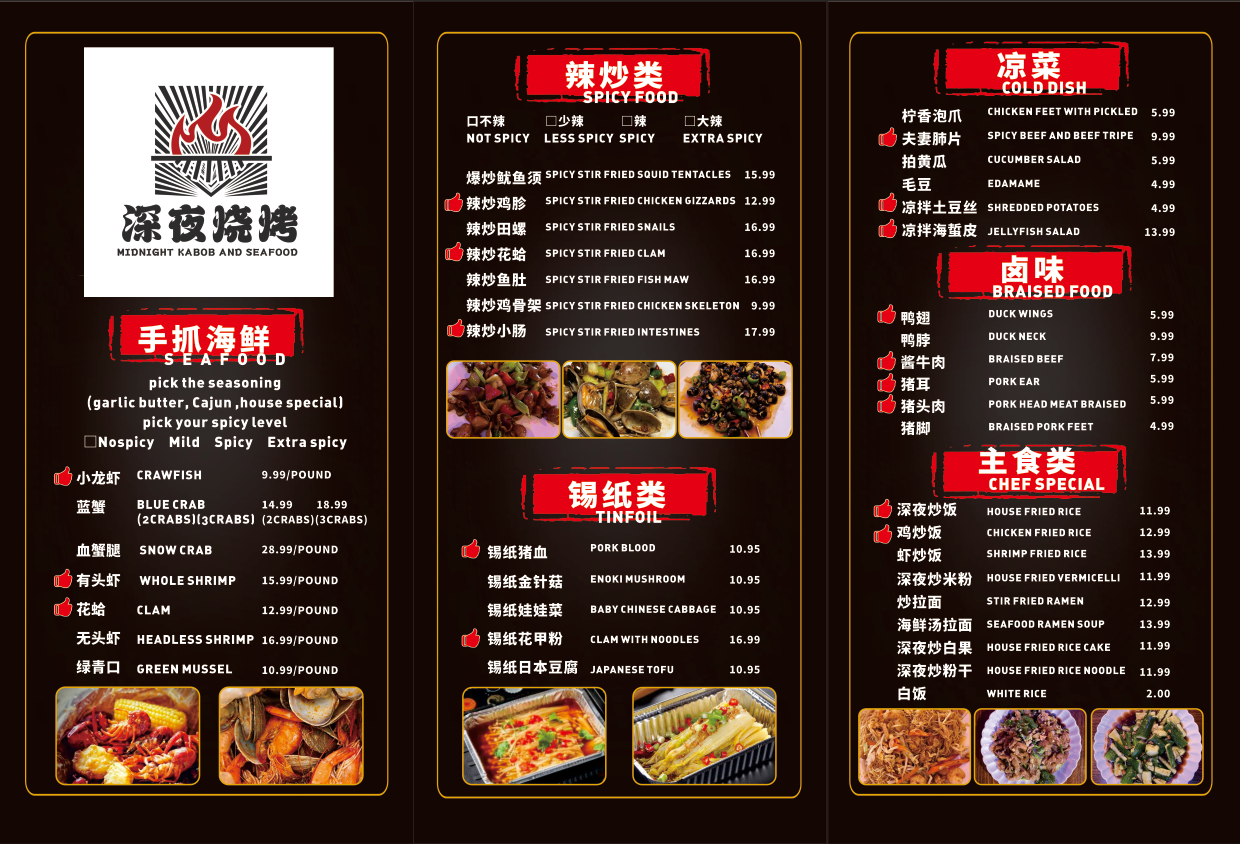 深夜烧烤
MIDNIGHT KABOB AND SEAFOOD
手抓海鲜
SEAFOOD
pick the seasoning
(garlic butter, Cajun ,house special)
pick your spicy level
□Nospicy Mild Spicy Extra spicy
小龙虾 CRAWFISH 9.99/POUND
蓝蟹 BLUE CRAB 14.99 18.99
(2CRABS)(3CRABS) (2CRABS)(3CRABS)
血蟹腿 SNOW CRAB 28.99/POUND
有头虾 WHOLE SHRIMP 15.99/POUND
花蛤 CLAM 12.99/POUND
无头虾 HEADLESS SHRIMP 16.99/POUND
绿青口 GREEN MUSSEL 10.99/POUND
辣炒类
SPICY FOOD
口不辣 □少辣 □辣 □大辣
NOT SPICY LESS SPICY SPICY EXTRA SPICY
爆炒鱿鱼须 SPICY STIR FRIED SQUID TENTACLES 15.99
辣炒鸡胗 SPICY STIR FRIED CHICKEN GIZZARDS 12.99
辣炒田螺 SPICY STIR FRIED SNAILS 16.99
辣炒花蛤 SPICY STIR FRIED CLAM 16.99
辣炒鱼肚 SPICY STIR FRIED FISH MAW 16.99
辣炒鸡骨架 SPICY STIR FRIED CHICKEN SKELETON 9.99
辣炒小肠 SPICY STIR FRIED INTESTINES 17.99
锡纸类
TINFOIL
锡纸猪血 PORK BLOOD 10.95
锡纸金针菇 ENOKI MUSHROOM 10.95
锡纸娃娃菜 BABY CHINESE CABBAGE 10.95
锡纸花甲粉 CLAM WITH NOODLES 16.99
锡纸日本豆腐 JAPANESE TOFU 10.95
凉菜
COLD DISH
柠香泡爪 CHICKEN FEET WITH PICKLED 5.99
夫妻肺片 SPICY BEEF AND BEEF TRIPE 9.99
拍黄瓜 CUCUMBER SALAD 5.99
毛豆 EDAMAME 4.99
凉拌土豆丝 SHREDDED POTATOES 4.99
凉拌海蜇皮 JELLYFISH SALAD 13.99
卤味
BRAISED FOOD
鸭翅 DUCK WINGS 5.99
鸭脖 DUCK NECK 9.99
酱牛肉 BRAISED BEEF 7.99
猪耳 PORK EAR 5.99
猪头肉 PORK HEAD MEAT BRAISED 5.99
猪脚 BRAISED PORK FEET 4.99
主食类
CHEF SPECIAL
深夜炒饭 HOUSE FRIED RICE 11.99
鸡炒饭 CHICKEN FRIED RICE 12.99
虾炒饭 SHRIMP FRIED RICE 13.99
深夜炒米粉 HOUSE FRIED VERMICELLI 11.99
炒拉面 STIR FRIED RAMEN 12.99
海鲜汤拉面 SEAFOOD RAMEN SOUP 13.99
深夜炒白果 HOUSE FRIED RICE CAKE 11.99
深夜炒粉干 HOUSE FRIED RICE NOODLE 11.99
白饭 WHITE RICE 2.00